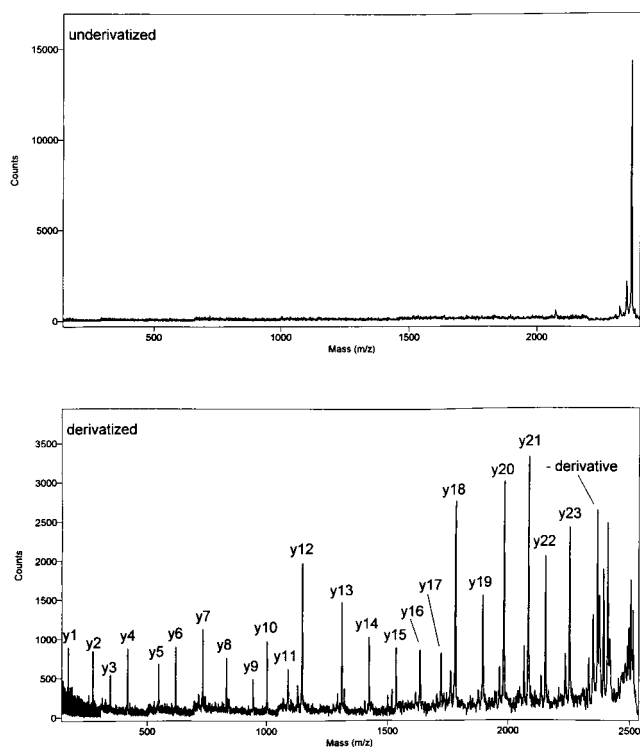 underivatized
15000
10000
5000
0
Counts
500
1000
1500
2000
Mass (m/z)
derivatized
3500
3000
2500
2000
1500
1000
500
0
Counts
y1
y2
y3
y4
y5
y6
y7
y8
y9
y10
y11
y12
y13
y14
y15
y16
y17
y18
y19
y20
y21
y22
y23
- derivative
500
1000
1500
2000
2500
Mass (m/z)